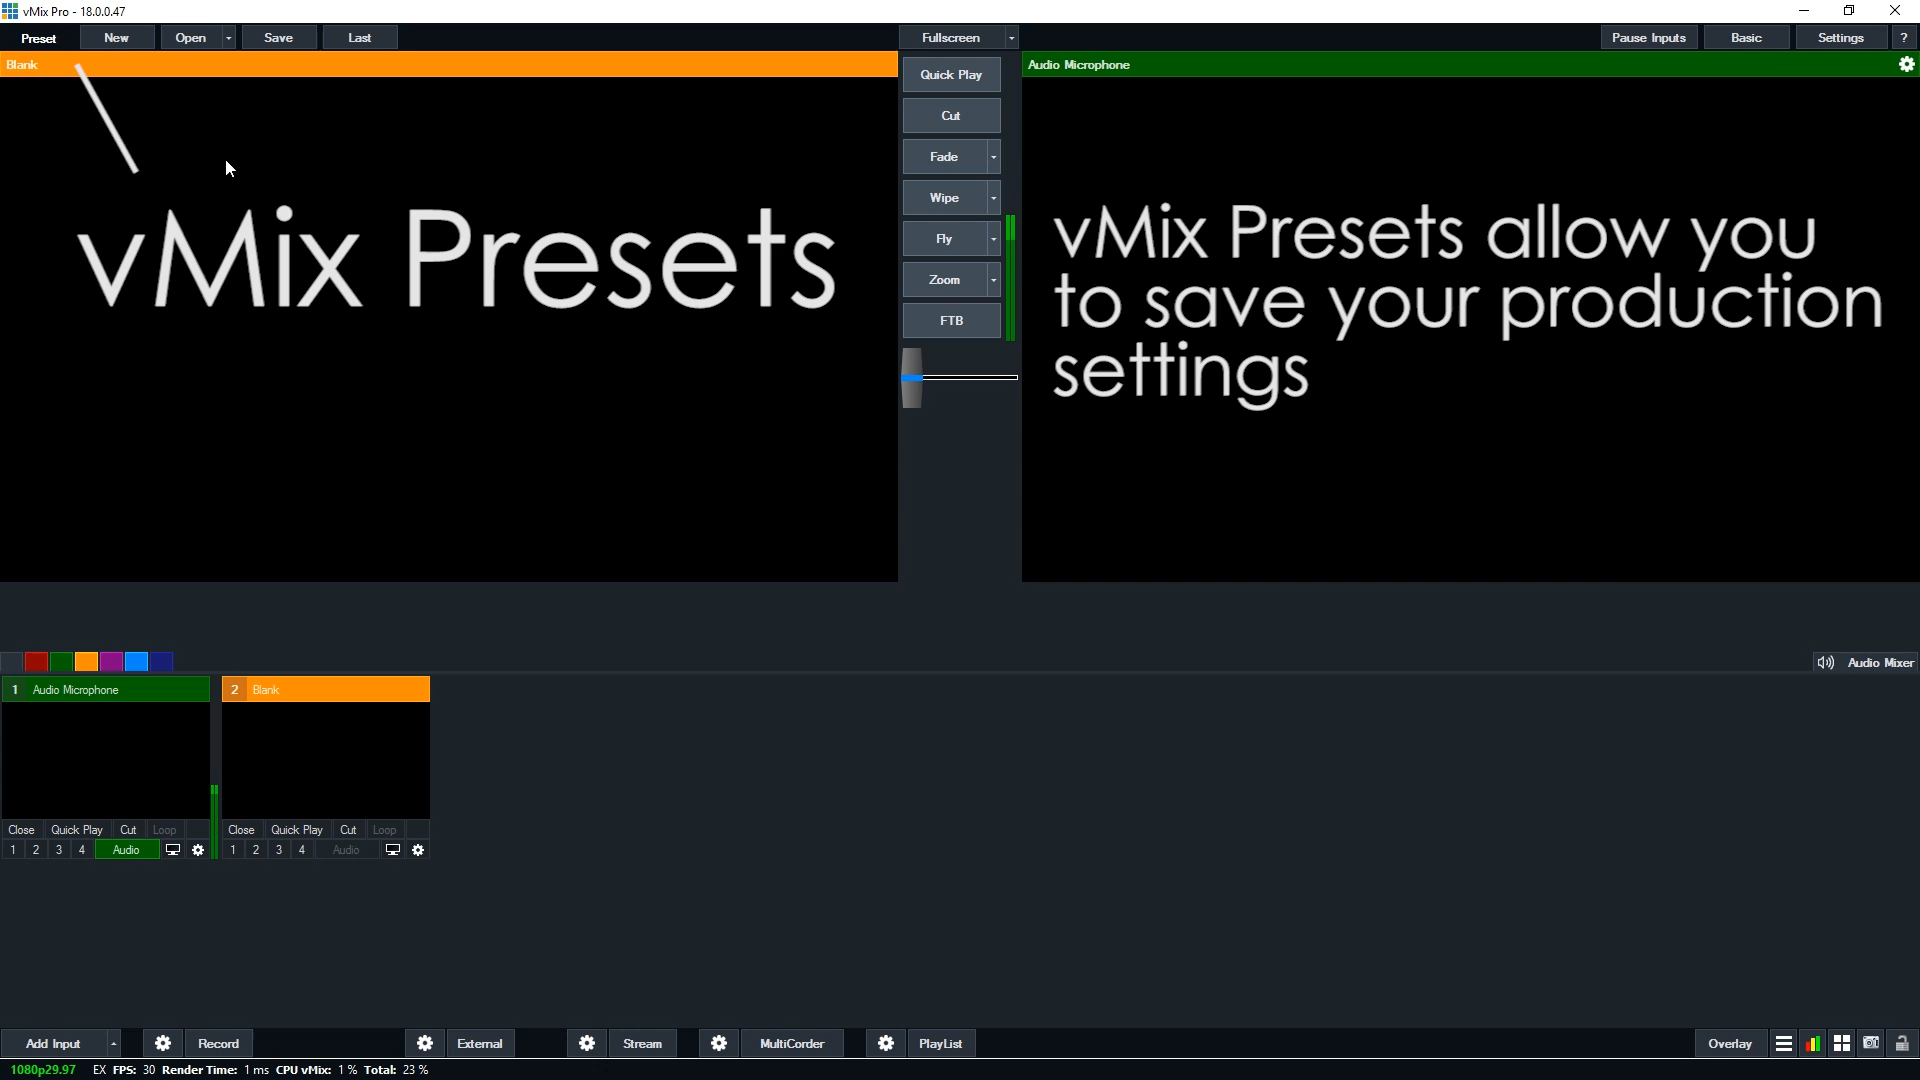 vMix Pro - 18.0.0.47
Preset New Open Save Last Fullscreen Pause Inputs Basic Settings ?
Blank
Audio Microphone
Quick Play
Cut
Fade
Wipe
Fly
Zoom
FTB
vMix Presets
vMix Presets allow you
to save your production
settings
Audio Mixer
1 Audio Microphone
2 Blank
Close Quick Play Cut Loop
1 2 3 4 Audio
Close Quick Play Cut Loop
1 2 3 4 Audio
Add Input Record External Stream MultiCorder PlayList Overlay
1080p29.97 EX FPS: 30 Render Time: 1 ms CPU vMix: 1 % Total: 23 %